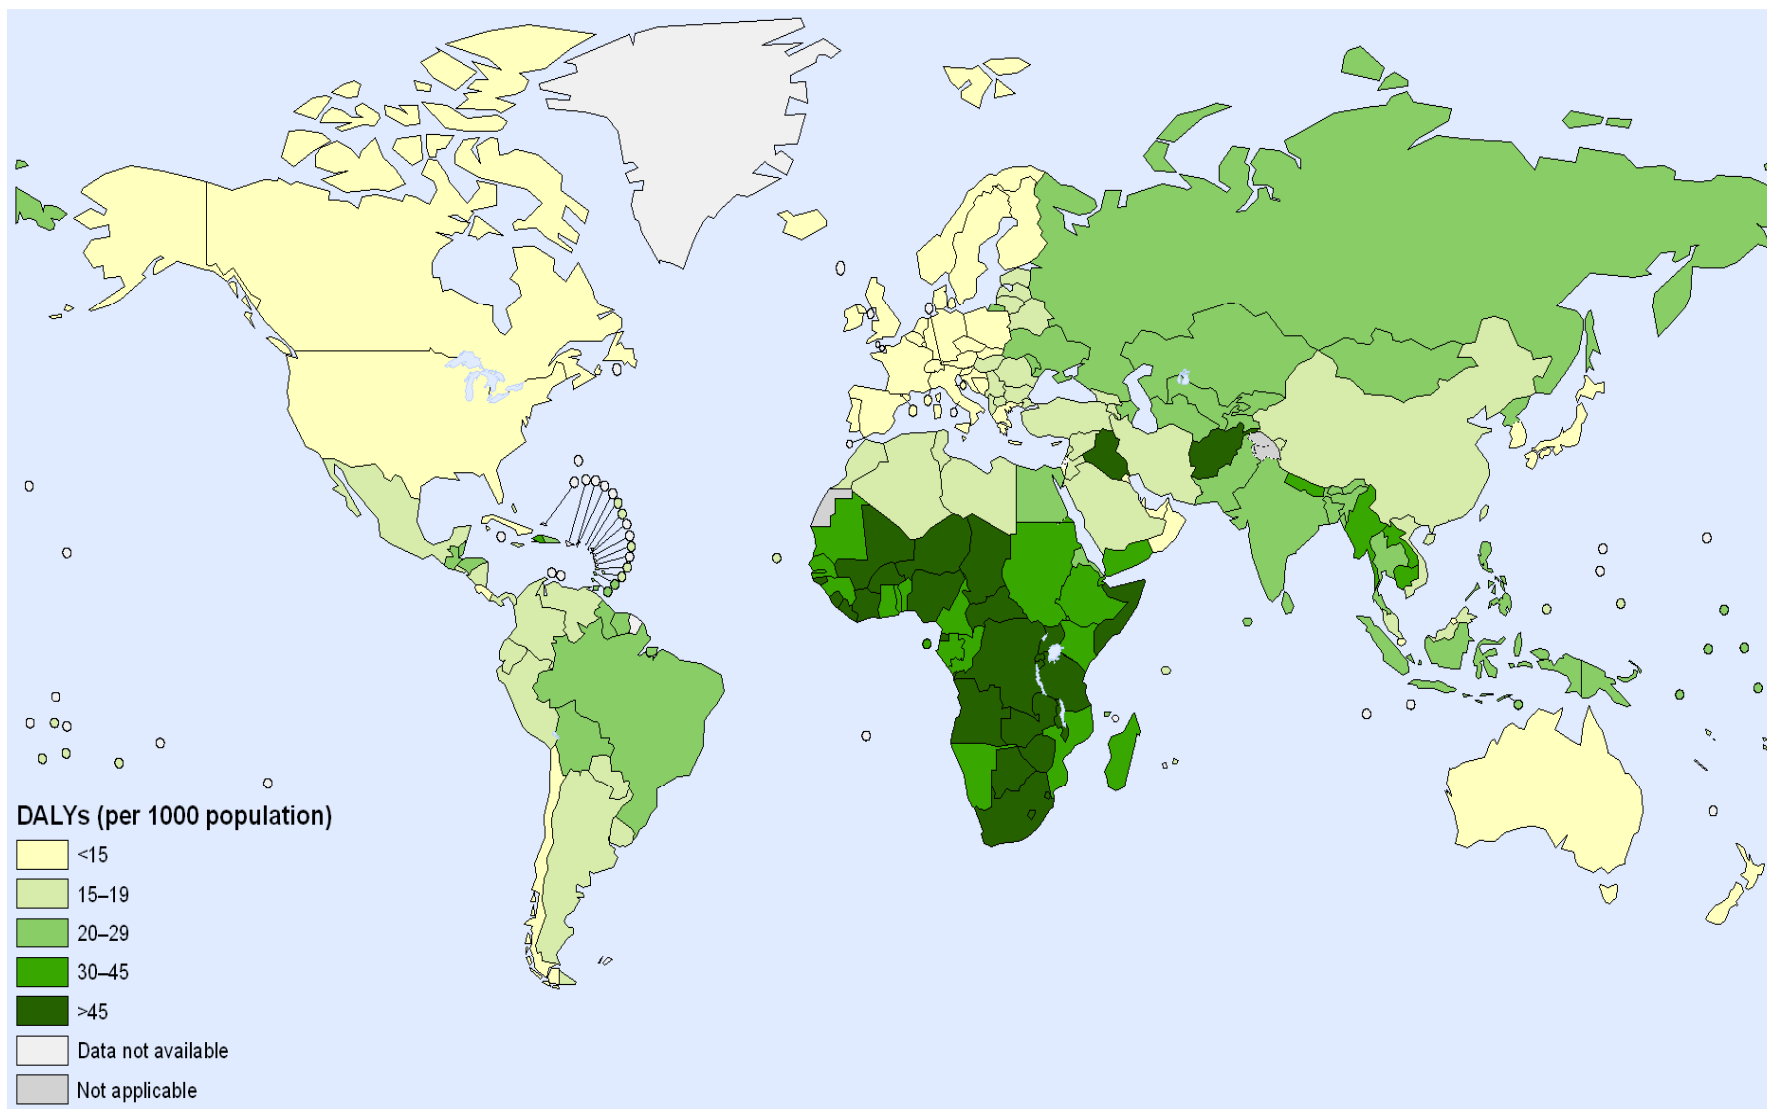 DALYs (per 1000 population)
<15
15–19
20–29
30–45
>45
Data not available
Not applicable